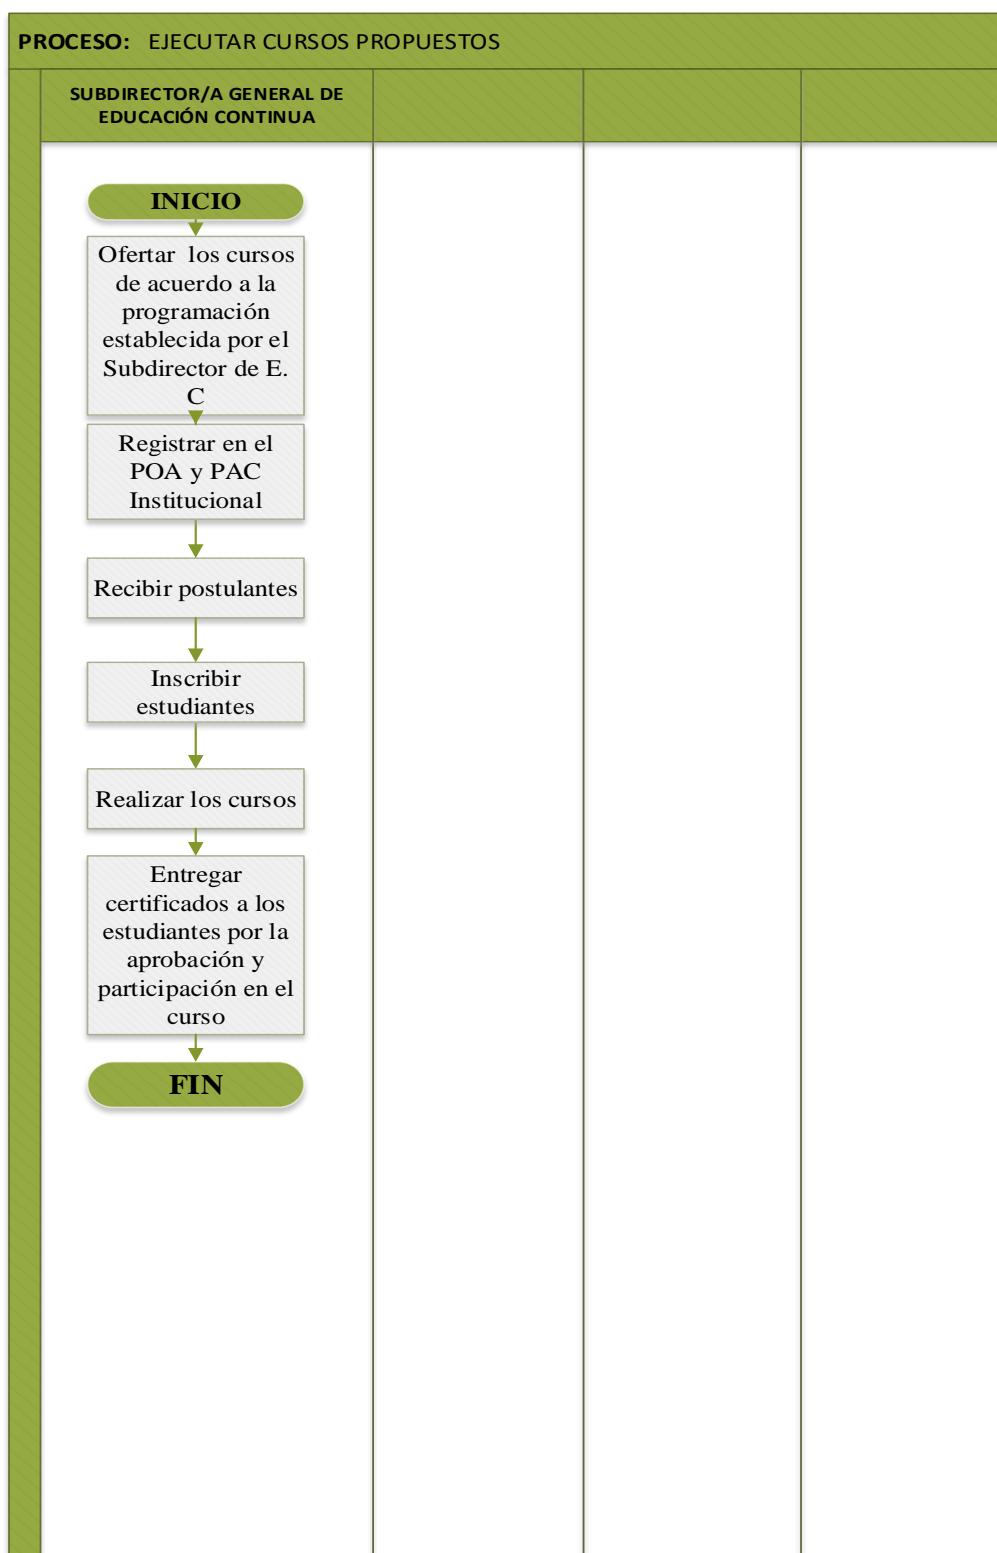 PROCESO: EJECUTAR CURSOS PROPUESTOS
SUBDIRECTOR/A GENERAL DE
EDUCACIÓN CONTINUA
INICIO
Ofertar los cursos
de acuerdo a la
programación
establecida por el
Subdirector de E.
C
Registrar en el
POA y PAC
Institucional
Recibir postulantes
Inscribir
estudiantes
Realizar los cursos
Entregar
certificados a los
estudiantes por la
aprobación y
participación en el
curso
FIN